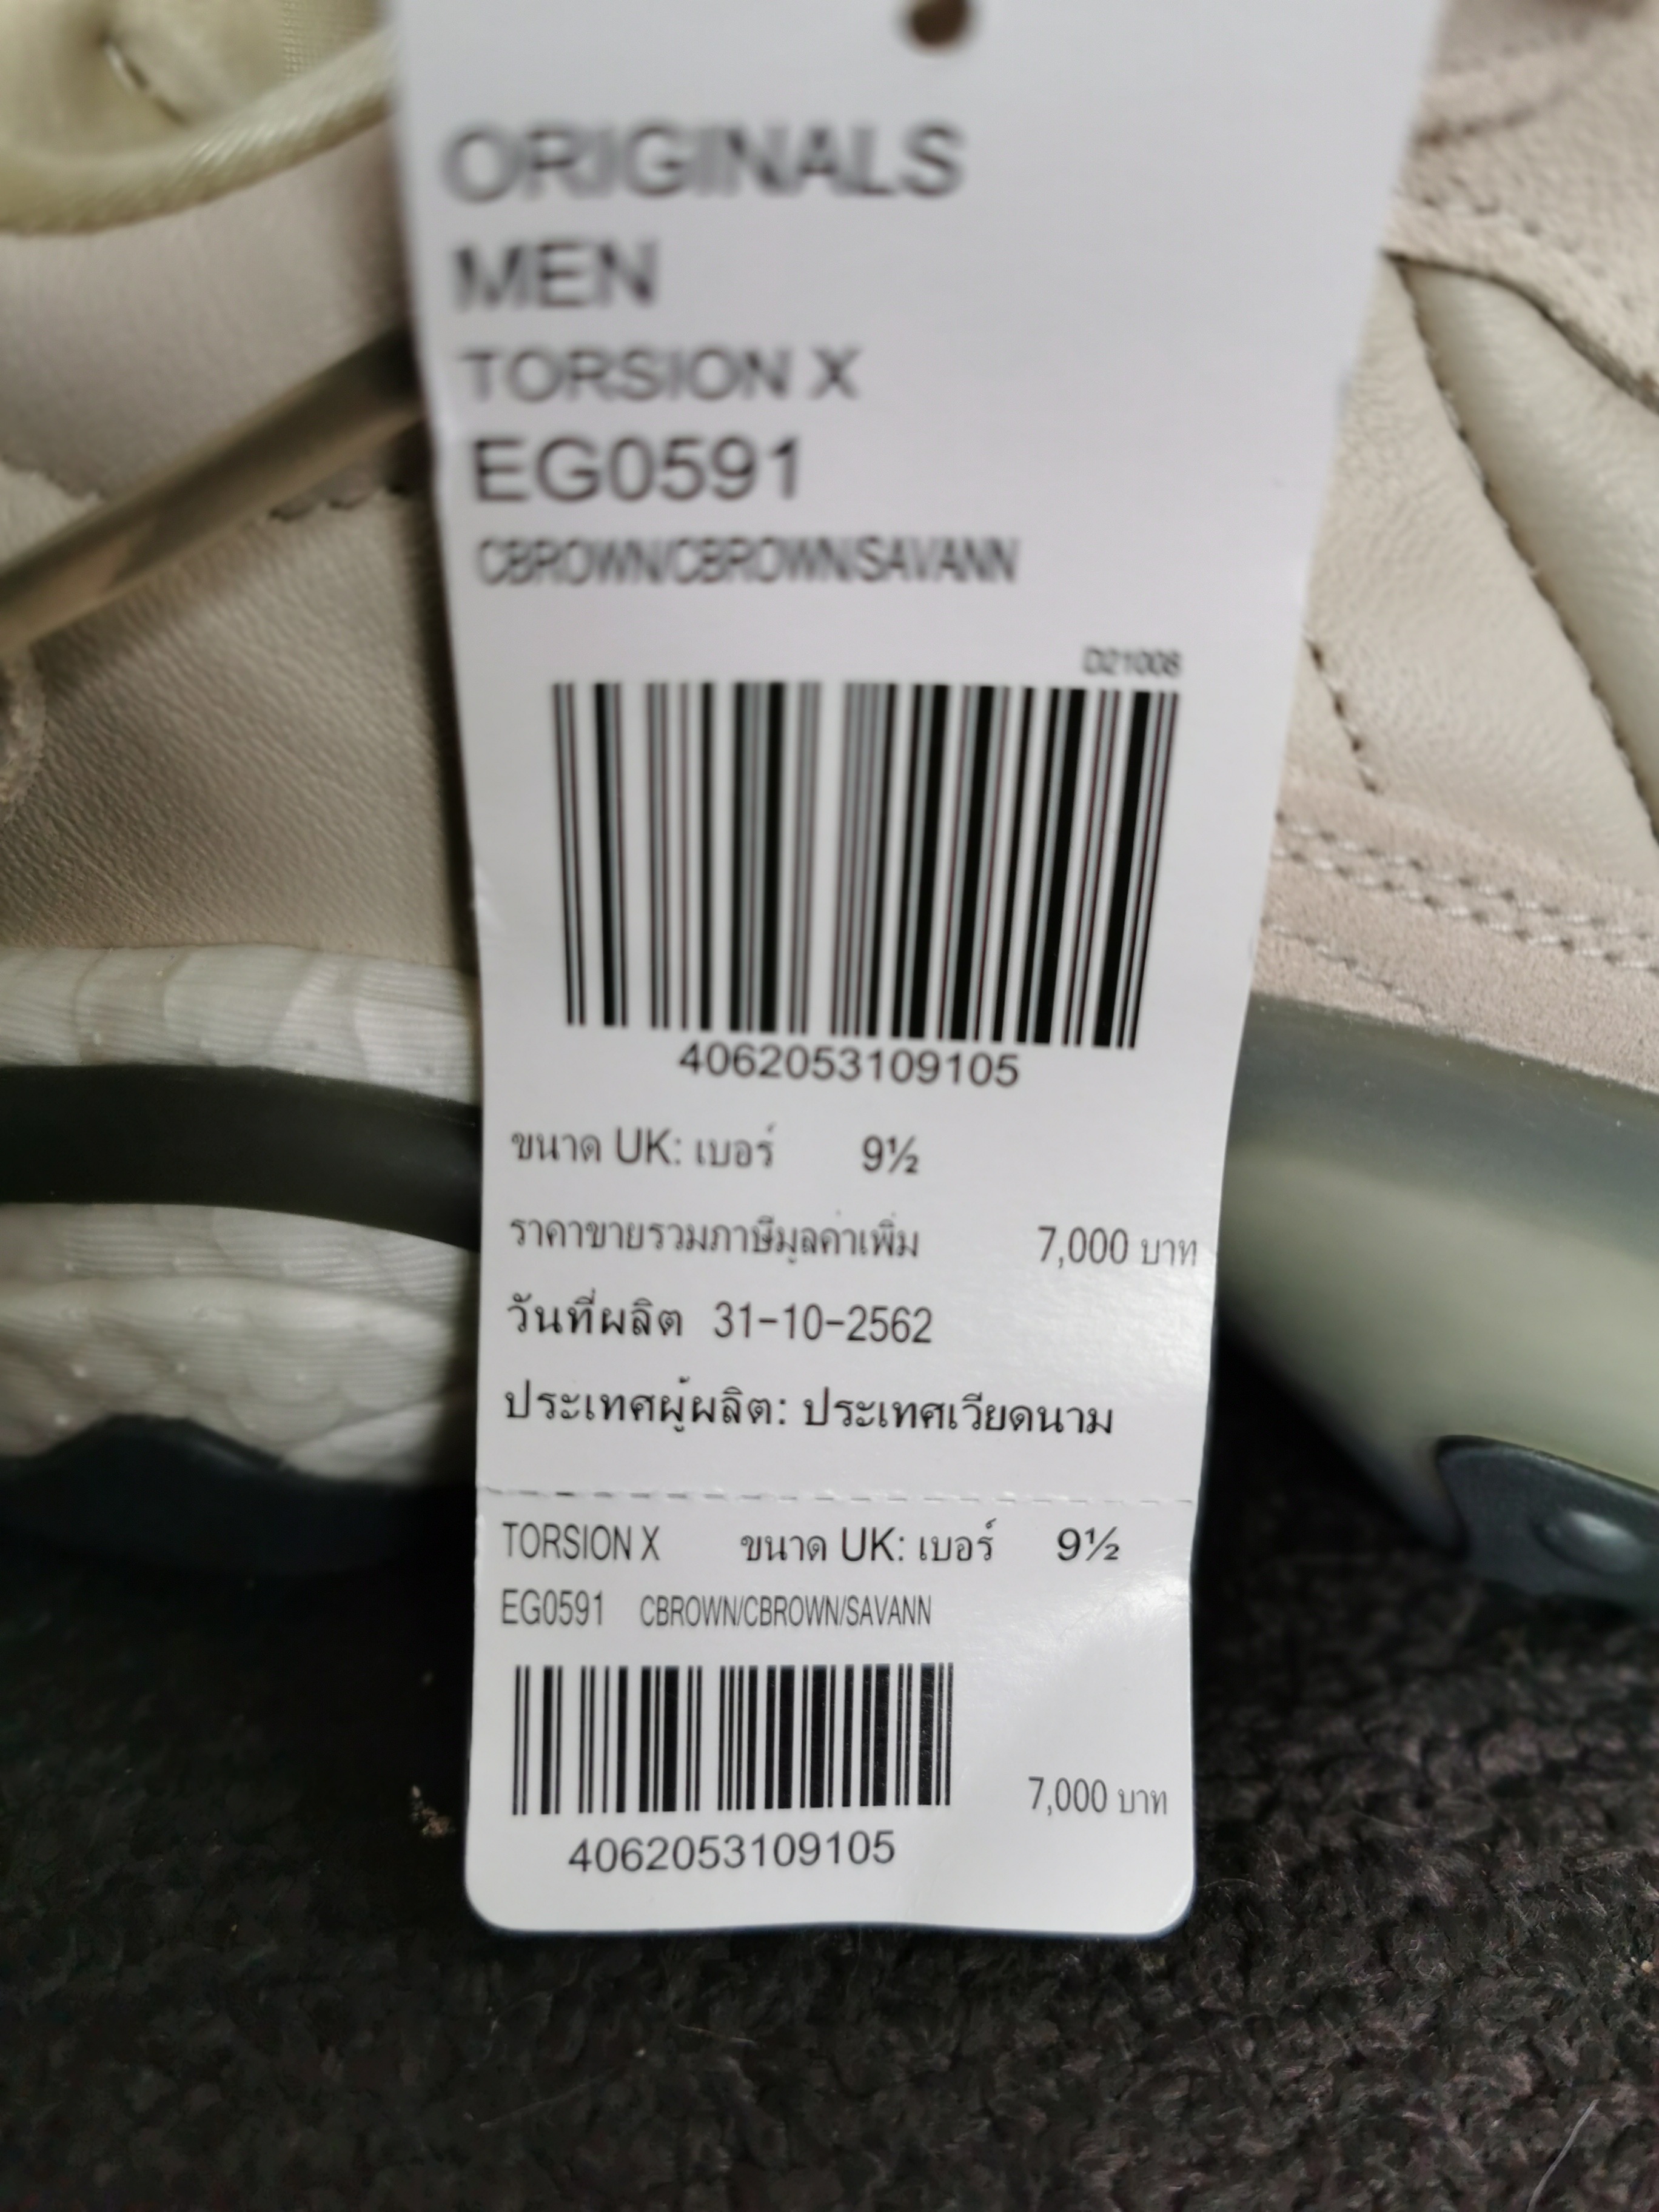 ORIGINALS
MEN
TORSION X
EG0591
CBROWN/CBROWN/SAVANN
D21008
4062053109105
ขนาด UK: เบอร์ 9½
ราคาขายรวมภาษีมูลค่าเพิ่ม 7,000 บาท
วันที่ผลิต 31-10-2562
ประเทศผู้ผลิต: ประเทศเวียดนาม
TORSION X ขนาด UK: เบอร์ 9½
EG0591 CBROWN/CBROWN/SAVANN
7,000 บาท
4062053109105